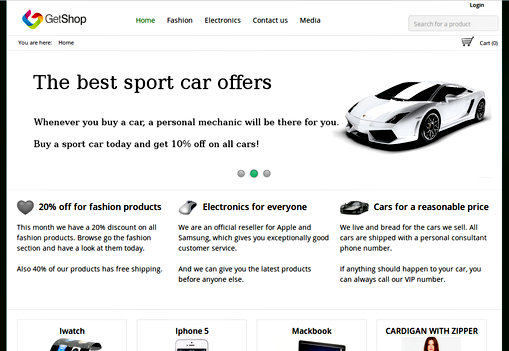 Login
GetShop
Home Fashion Electronics Contact us Media
Search for a product
You are here: Home
Cart (0)
The best sport car offers
Whenever you buy a car, a personal mechanic will be there for you.
Buy a sport car today and get 10% off on all cars!
20% off for fashion products
This month we have a 20% discount on all
fashion products. Browse go the fashion
section and have a look at them today.
Also 40% of our products has free shipping.
Electronics for everyone
We are an official reseller for Apple and
Samsung, which gives you exceptionally good
customer service.
And we can give you the latest products
before anyone else.
Cars for a reasonable price
We live and bread for the cars we sell. All
cars are shipped with a personal consultant
phone number.
If anything should happen to your car, you
can always call our VIP number.
Iwatch
Iphone 5
Mackbook
CARDIGAN WITH ZIPPER